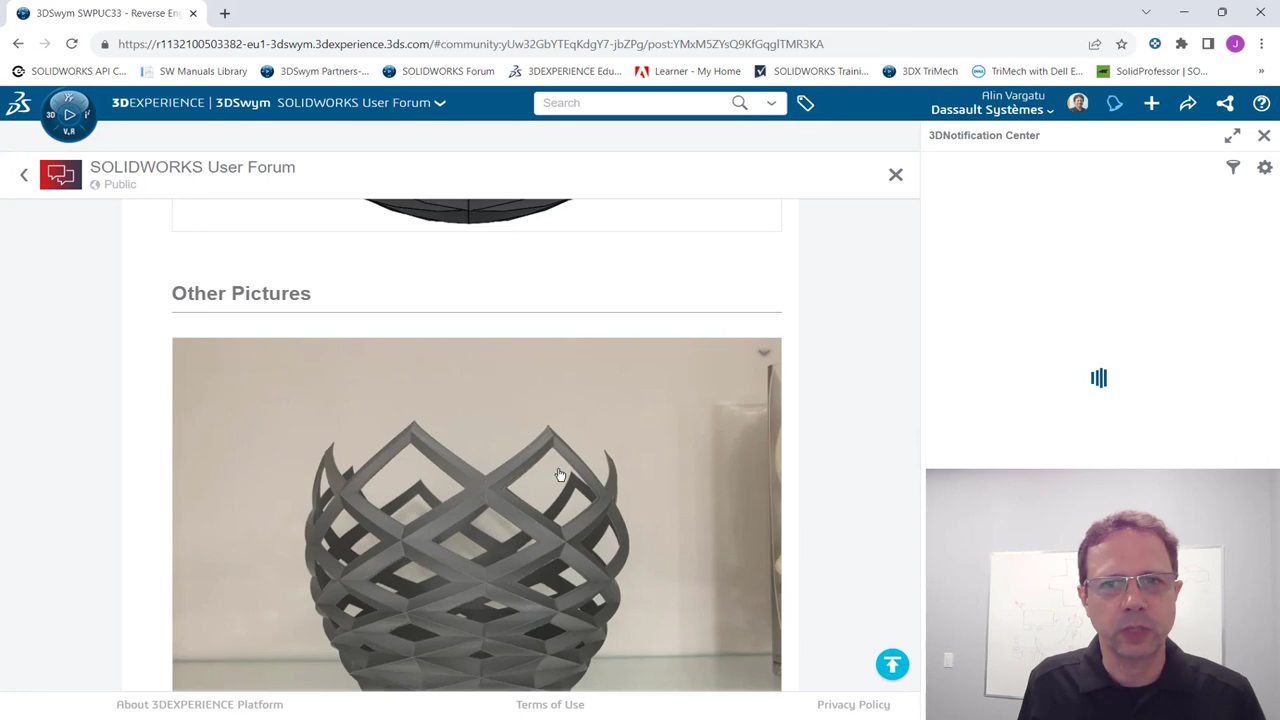 3DSwym SWPUC33 - Reverse En
https://r1132100503382-eu1-3dswym.3dexperience.3ds.com/#community:yUw32GbYTEqKdgY7-jbZPg/post:YMxM5ZYsQ9KfGqglTMR3KA
SOLIDWORKS API C... SW Manuals Library 3DSwym Partners-... SOLIDWORKS Forum 3DEXPERIENCE Edu... Learner - My Home SOLIDWORKS Traini... 3DX TriMech TriMech with Dell E... SolidProfessor | SO... »
3DEXPERIENCE | 3DSwym SOLIDWORKS User Forum Search Alin Vargatu
Dassault Systèmes
3D V,R
3DNotification Center
SOLIDWORKS User Forum
Public
Other Pictures
About 3DEXPERIENCE Platform Terms of Use Privacy Policy